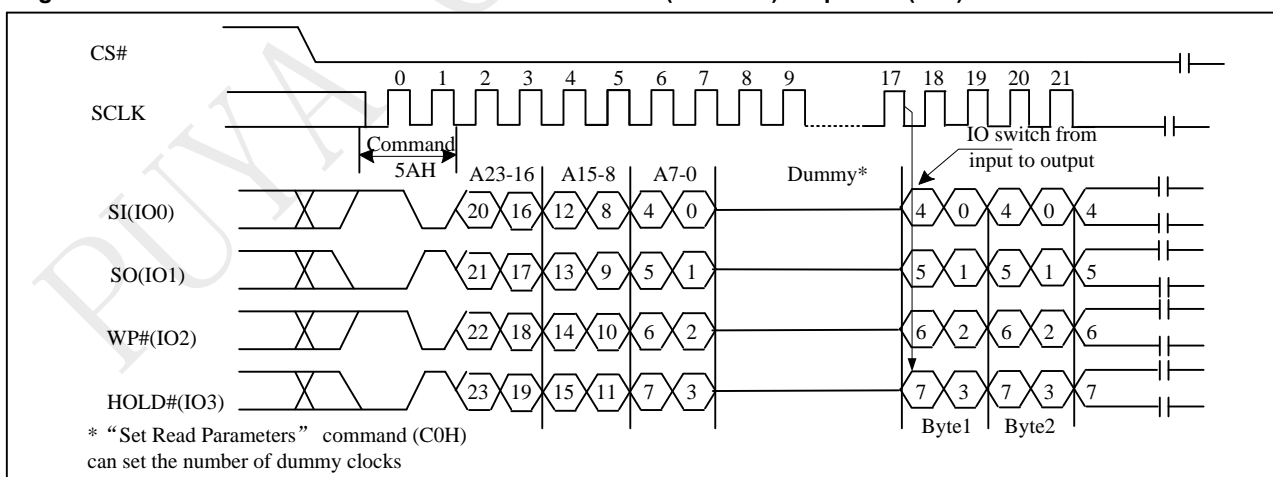 CS#
0 1 2 3 4 5 6 7 8 9 17 18 19 20 21
SCLK
Command
5AH
IO switch from
input to output
A23-16 A15-8 A7-0 Dummy*
SI(IO0) 20 16 12 8 4 0 4 0 4 0 4
SO(IO1) 21 17 13 9 5 1 5 1 5 1 5
WP#(IO2) 22 18 14 10 6 2 6 2 6 2 6
HOLD#(IO3) 23 19 15 11 7 3 7 3 7 3 7
Byte1 Byte2
* “Set Read Parameters” command (C0H)
can set the number of dummy clocks
PUYA